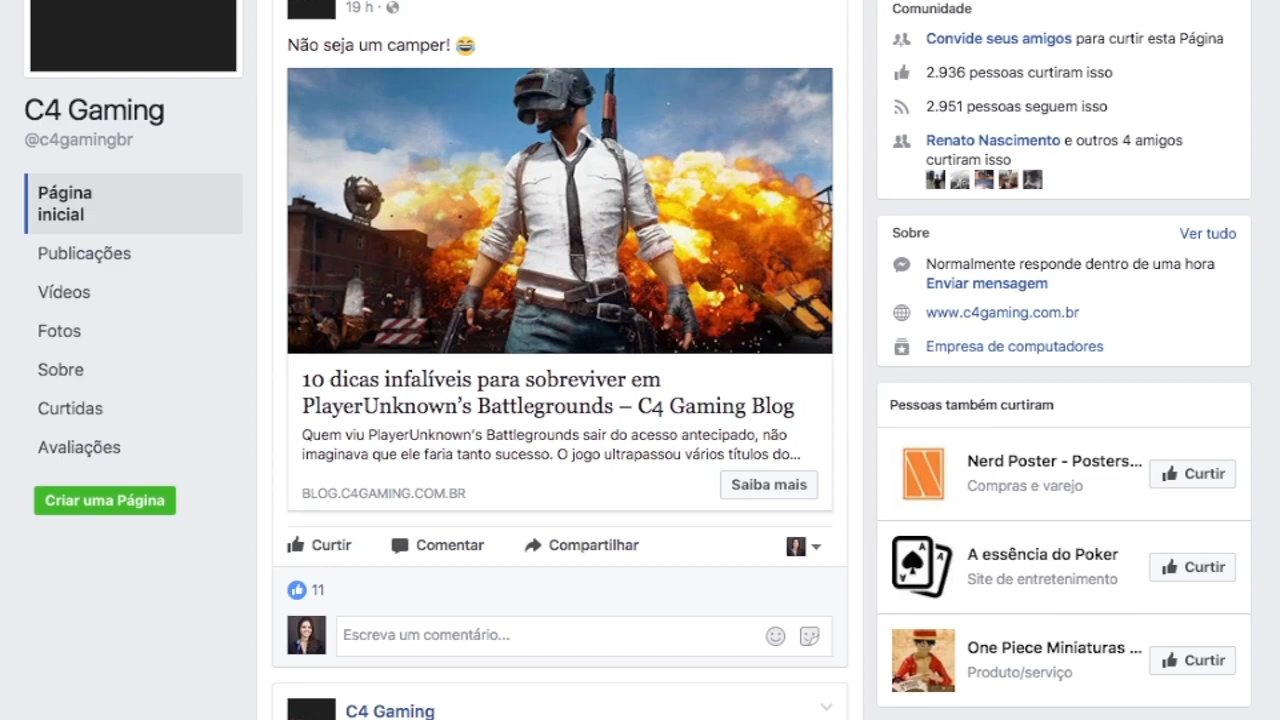 C4 Gaming
@c4gamingbr
Página
inicial
Publicações
Vídeos
Fotos
Sobre
Curtidas
Avaliações
Criar uma Página
19 h ·
Não seja um camper!
10 dicas infalíveis para sobreviver em
PlayerUnknown's Battlegrounds – C4 Gaming Blog
Quem viu PlayerUnknown's Battlegrounds sair do acesso antecipado, não
imaginava que ele faria tanto sucesso. O jogo ultrapassou vários títulos do...
BLOG.C4GAMING.COM.BR
Saiba mais
Curtir
Comentar
Compartilhar
11
Escreva um comentário...
C4 Gaming
Comunidade
Convide seus amigos para curtir esta Página
2.936 pessoas curtiram isso
2.951 pessoas seguem isso
Renato Nascimento e outros 4 amigos
curtiram isso
Sobre
Ver tudo
Normalmente responde dentro de uma hora
Enviar mensagem
www.c4gaming.com.br
Empresa de computadores
Pessoas também curtiram
Nerd Poster - Posters...
Compras e varejo
Curtir
A essência do Poker
Site de entretenimento
Curtir
One Piece Miniaturas ...
Produto/serviço
Curtir